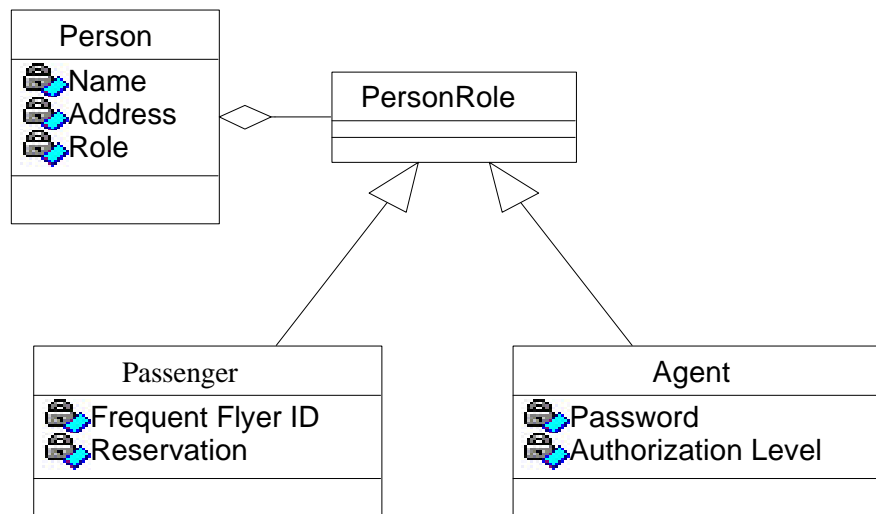 Person
Name
Address
Role
PersonRole
Passenger
Frequent Flyer ID
Reservation
Agent
Password
Authorization Level